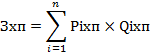 Зхп = ∑_{i=1}^{n} Pixп × Qixп